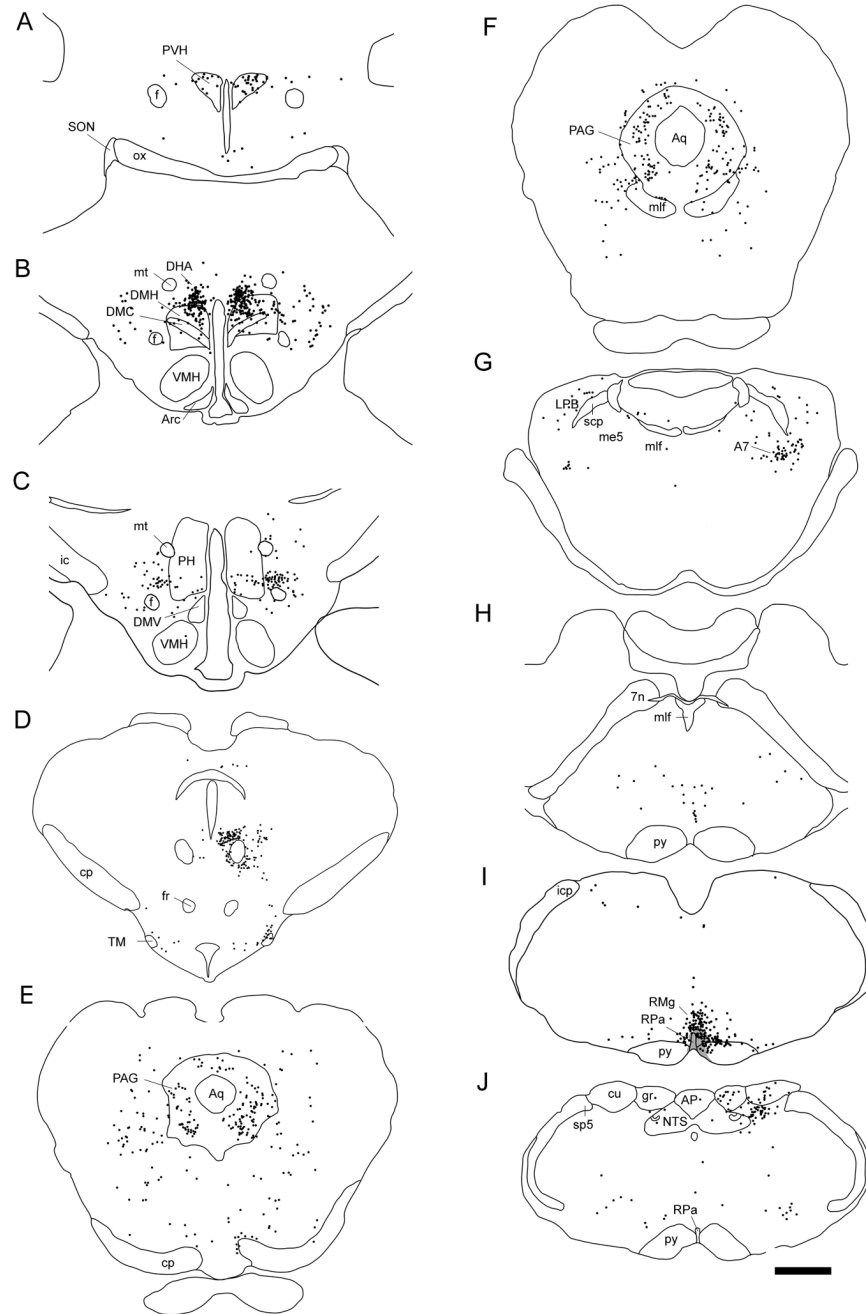 A
PVH
f
SON
ox
B
mt
DHA
DMH
DMC
f
VMH
Arc
C
mt
ic
PH
f
DMV
VMH
D
cp
fr
TM
E
PAG
Aq
cp
F
PAG
Aq
mlf
G
LPB
scp
me5
mlf
A7
H
7n
mlf
py
I
icp
RMg
RPa
py
J
cu
gr
AP
sp5
NTS
RPa
py